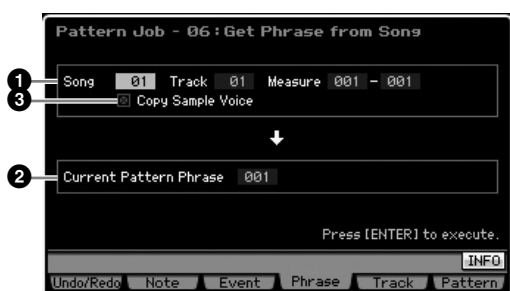 Pattern Job - 06:Get Phrase from Song
1 Song 01 Track 01 Measure 001 - 001
3 Copy Sample Voice
2 Current Pattern Phrase 001
Press [ENTER] to execute.
INFO
Undo/Redo Note Event Phrase Track Pattern